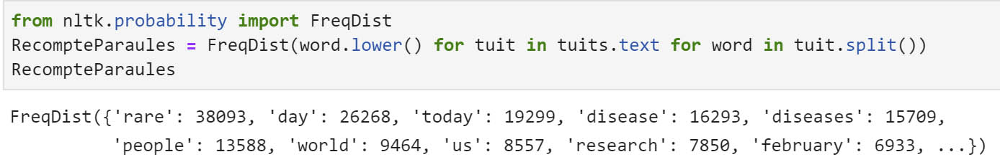 from nltk.probability import FreqDist
RecompteParaules = FreqDist(word.lower() for tuit in tuits.text for word in tuit.split())
RecompteParaules
FreqDist({'rare': 38093, 'day': 26268, 'today': 19299, 'disease': 16293, 'diseases': 15709,
'people': 13588, 'world': 9464, 'us': 8557, 'research': 7850, 'february': 6933, ...})